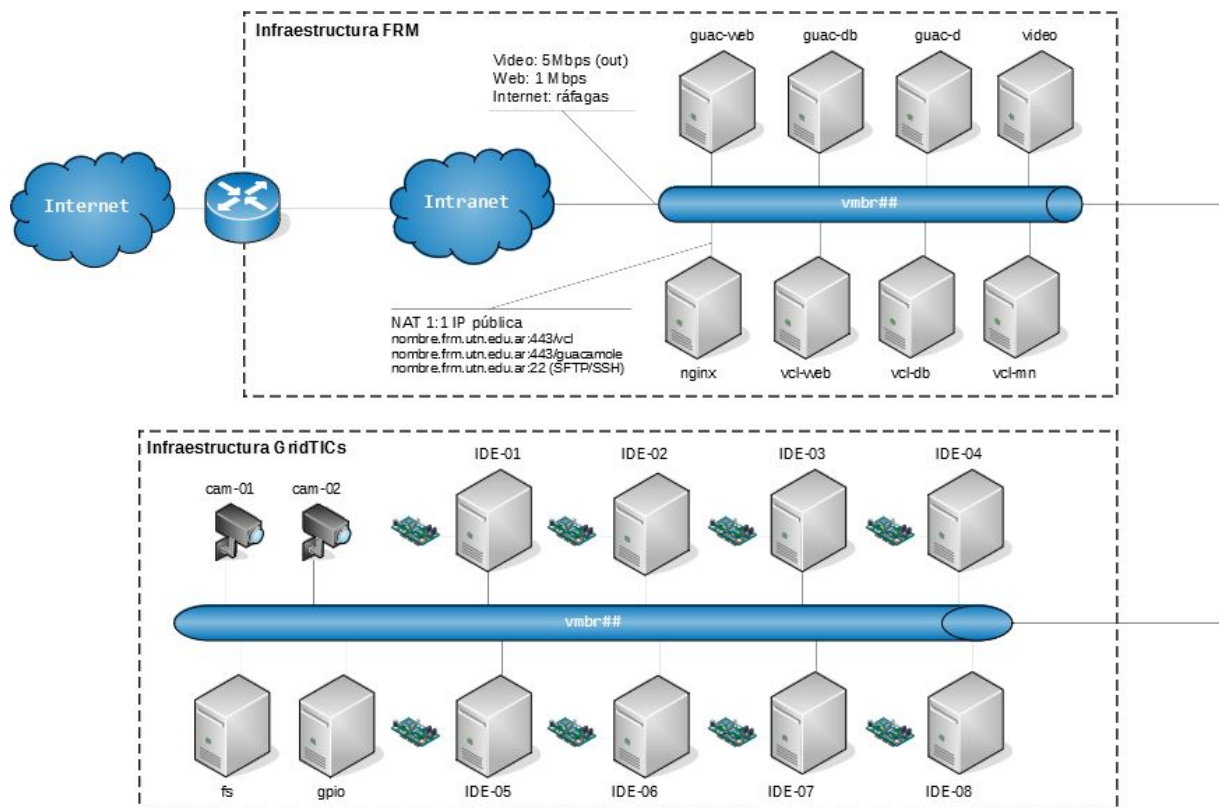 Infraestructura FRM
guac-web
guac-db
guac-d
video
Video: 5Mbps (out)
Web: 1 Mbps
Internet: ráfagas
Internet
Intranet
vmbr##
NAT 1:1 IP pública
nombre.frm.utn.edu.ar:443/vcl
nombre.frm.utn.edu.ar:443/guacamole
nombre.frm.utn.edu.ar:22 (SFTP/SSH)
nginx
vcl-web
vcl-db
vcl-mn
Infraestructura GridTICs
IDE-01
IDE-02
IDE-03
IDE-04
cam-01
cam-02
vmbr##
fs
gpio
IDE-05
IDE-06
IDE-07
IDE-08